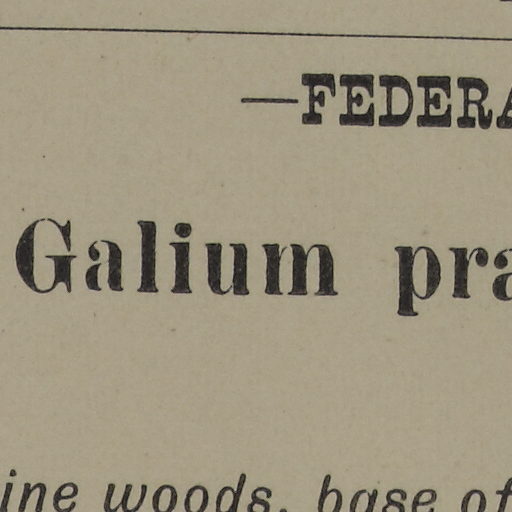 —FEDERA
Galium pra
ine woods, base of